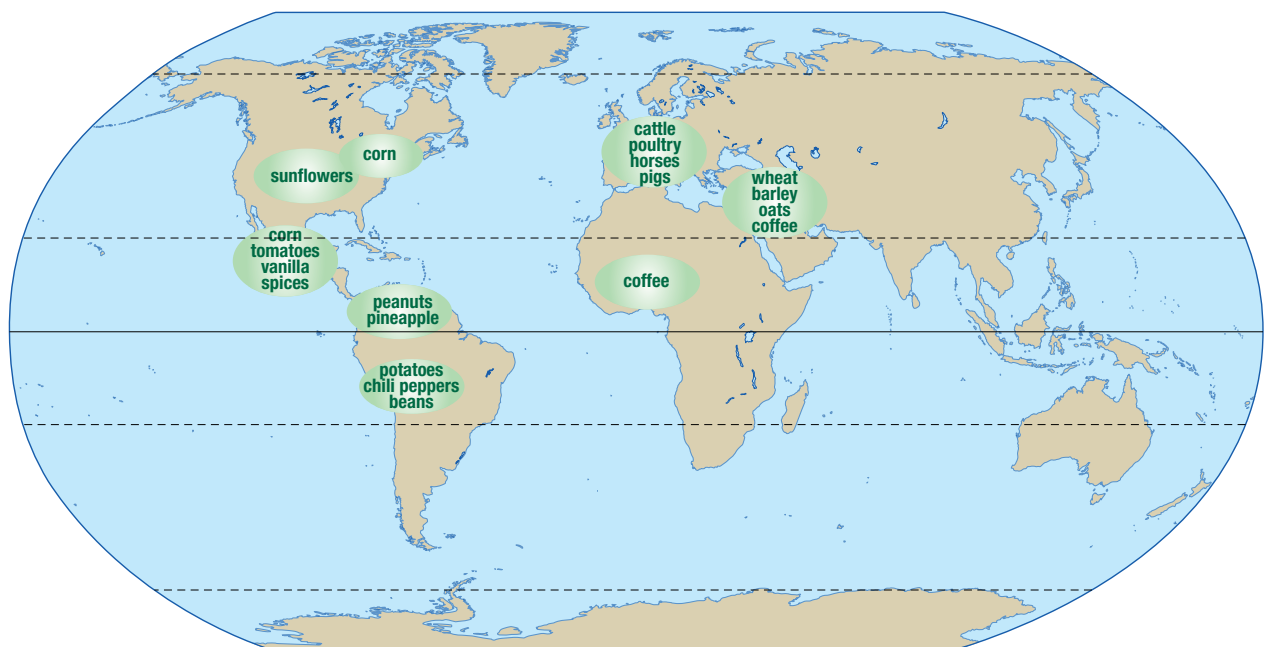 cattle
poultry
horses
pigs
corn
sunflowers
wheat
barley
oats
coffee
corn
tomatoes
vanilla
spices
coffee
peanuts
pineapple
potatoes
chili peppers
beans